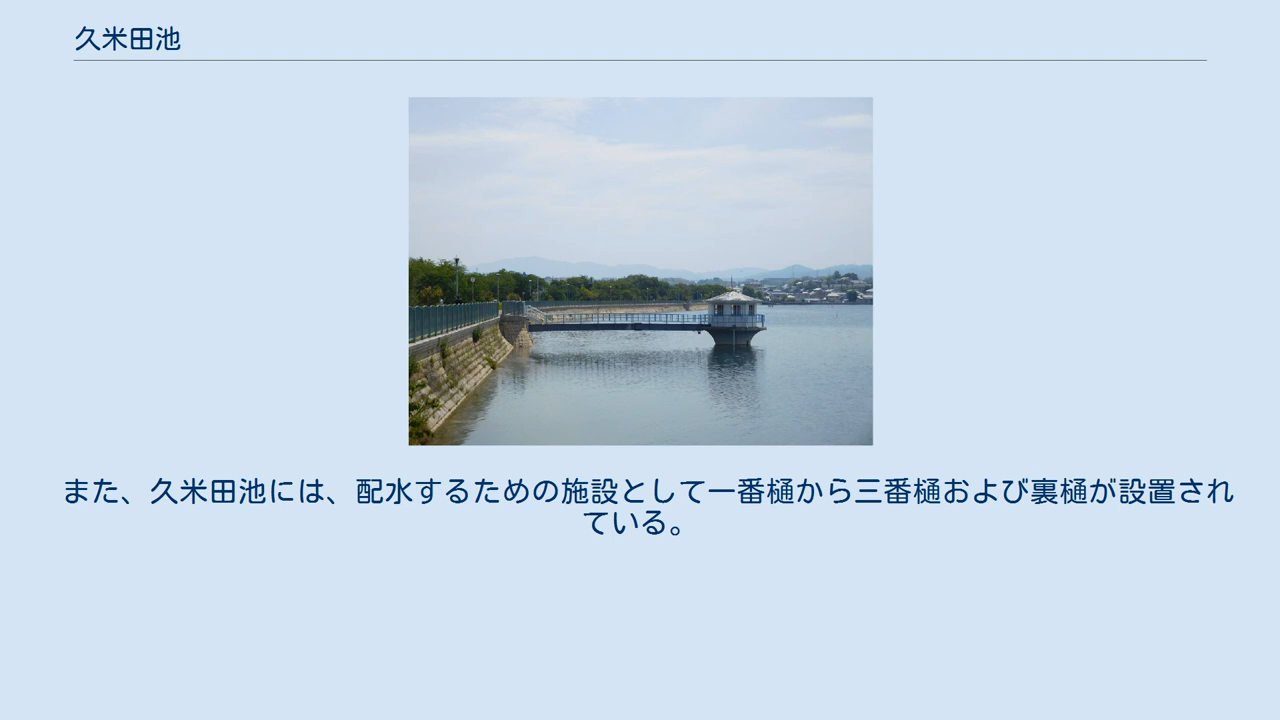 久米田池
また、久米田池には、配水するための施設として一番樋から三番樋および裏樋が設置され
ている。